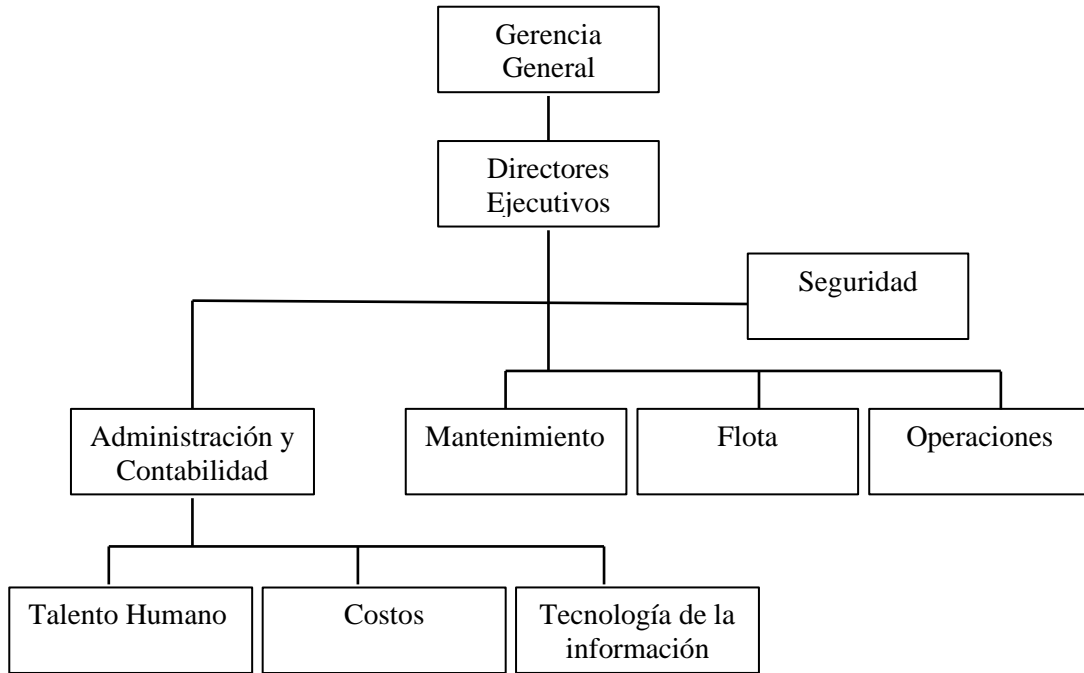 Gerencia
General
Directores
Ejecutivos
Seguridad
Administración y
Contabilidad
Mantenimiento
Flota
Operaciones
Talento Humano
Costos
Tecnología de la
información